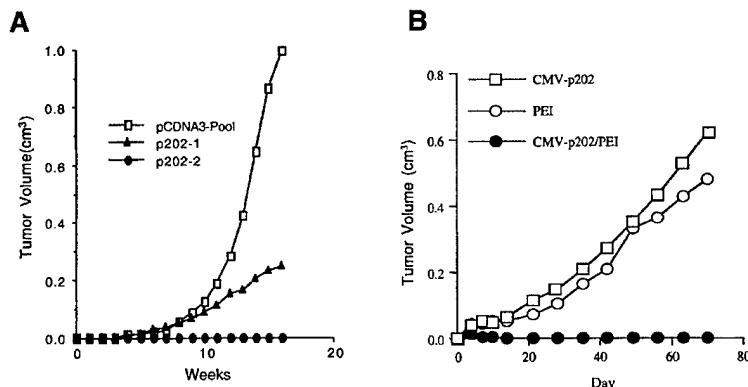 A
Tumor Volume(cm3)
1.0
0.8
0.6
0.4
0.2
0.0
pCDNA3-Pool
p202-1
p202-2
0
10
20
Weeks
B
Tumor Volume (cm3)
0.8
0.6
0.4
0.2
0.0
CMV-p202
PEI
CMV-p202/PEI
0
20
40
60
80
Day